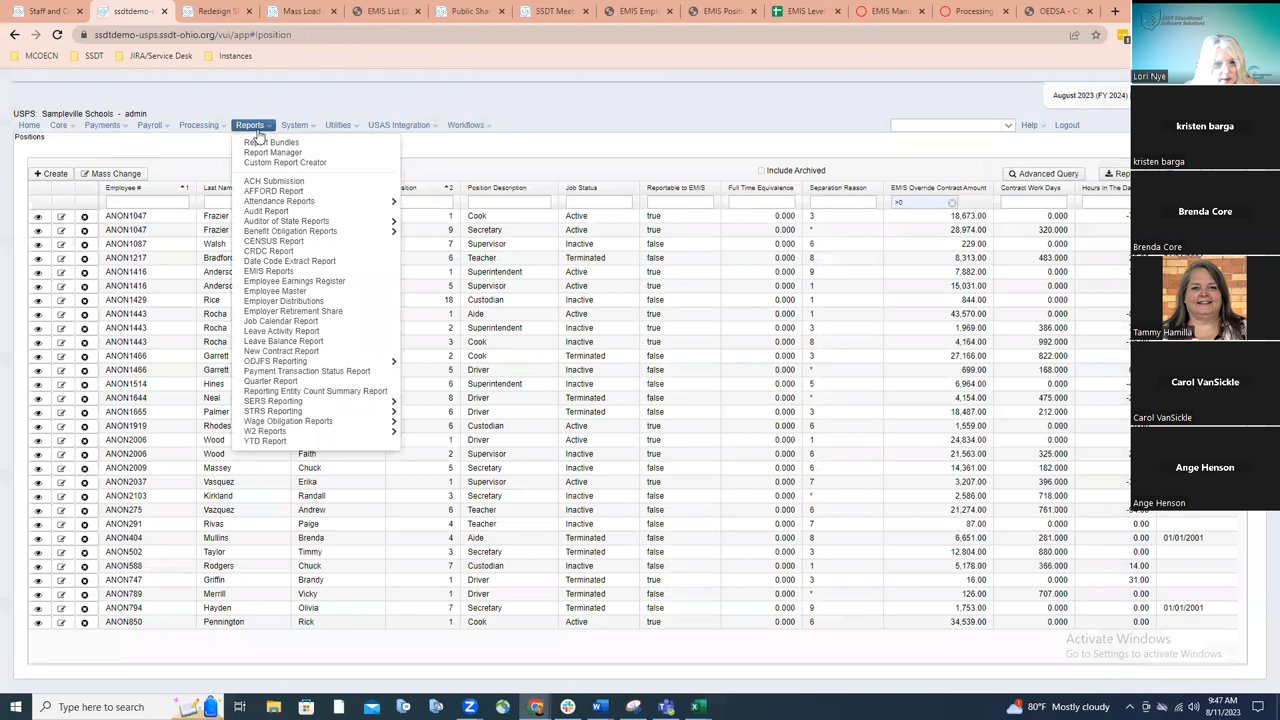 Staff and C
Redesign
Mass Load
EMIS List C
Public Shar
SSDT Meet
EMIS Empl
EMIS Positi
EMIS Level
EMIS Man
Processing
OEDSA - O
ssdtdemo-usps.ssdt-ohio.org/vui/app#!position
MCOECN SSDT JIRA/Service Desk Instances
August 2023 (FY 2024)
USPS: Sampleville Schools - admin
Home Core Payments Payroll Processing Reports System Utilities USAS Integration Workflows Help Logout
Positions
Create Mass Change Include Archived Advanced Query Rep
Employee # 1 Last Nam 2 Position Description Job Status Reportable to EMIS Full Time Equivalence Separation Reason EMIS Override Contract Amount Contract Work Days Hours In The Da
>0
ANON1047 Frazier 1 Cook Active true 0.000 3 18,673.00 0.000
ANON1047 Frazier 9 Secretary Active true 0.000 * 28,974.00 320.000
ANON1087 Walsh 7 Supervisor Inactive false 0.000 6 229.00 0.000
ANON1217 Bradford 6 Teacher Terminated false 0.000 8 8,313.00 483.000
ANON1416 Anderson 4 Superintendent Active true 0.000 9 7,882.00 0.000
ANON1416 Anderson 5 Superintendent Inactive false 0.000 1 15,031.00 0.000
ANON1429 Rice 18 Custodian Inactive false 0.000 8 844.00 0.000
ANON1443 Rocha 1 Aide Active true 0.000 1 43,570.00 0.000
ANON1443 Rocha 2 Superintendent Inactive true 0.000 3 1,969.00 386.000
ANON1443 Rocha 5 Cook Active false 0.000 1 4,164.00 992.000
ANON1466 Garrett 2 Cook Terminated false 0.000 3 27,166.00 822.000
ANON1466 Garrett 5 Driver Terminated true 0.000 * 699.00 0.000
ANON1514 Hines 6 Superintendent Inactive true 0.000 5 6,964.00 0.000
ANON1644 Neal 8 Driver Terminated true 0.000 * 4,154.00 475.000
ANON1665 Palmer 2 Custodian Terminated true 0.000 8 18,487.00 212.000
ANON1919 Rhodes 6 Custodian Active true 0.000 6 1,559.00 0.000
ANON2006 Wood 1 Driver Active true 0.000 1 24,834.00 0.000
ANON2006 Wood Faith 2 Supervisor Inactive true 0.000 6 21,563.00 325.000
ANON2009 Massey Chuck 5 Secretary Inactive false 0.000 6 14,361.00 182.000
ANON2037 Vasquez Erika 1 Supervisor Inactive false 0.000 7 3,207.00 396.000
ANON2103 Kirkland Randall 3 Secretary Inactive false 0.000 * 2,586.00 718.000
ANON275 Vazquez Andrew 6 Teacher Inactive false 0.000 6 21,274.00 761.000
ANON291 Rivas Paige 4 Teacher Inactive true 0.000 7 87.00 0.00 0.00
ANON404 Mullins Brenda 4 Aide Terminated false 0.000 8 6,651.00 281.000 0.00 01/01/2001
ANON502 Taylor Timmy 3 Secretary Terminated false 0.000 3 12,804.00 880.000 0.00
ANON588 Rodgers Chuck 7 Custodian Inactive false 0.000 1 5,178.00 366.000 14.00
ANON747 Griffin Brandy 1 Driver Terminated true 0.000 3 16.00 0.000 31.00
ANON789 Merrill Vicky 1 Driver Terminated false 0.000 * 126.00 707.000 0.00
ANON794 Hayden Olivia 7 Secretary Terminated false 0.000 9 1,753.00 0.000 0.00 01/01/2001
ANON850 Pennington Rick 9 Cook Active true 0.000 6 34,539.00 0.000 0.00
Report Bundles
Report Manager
Custom Report Creator
ACH Submission
AFFORD Report
Attendance Reports
Audit Report
Auditor of State Reports
Benefit Obligation Reports
CENSUS Report
CRDC Report
Date Code Extract Report
EMIS Reports
Employee Earnings Register
Employee Master
Employer Distributions
Employer Retirement Share
Job Calendar Report
Leave Activity Report
Leave Balance Report
New Contract Report
ODJFS Reporting
Payment Transaction Status Report
Quarter Report
Reporting Entity Count Summary Report
SERS Reporting
STRS Reporting
Wage Obligation Reports
W2 Reports
YTD Report
SSDT Educational
Software Solutions
Lori Nye
kristen barga
kristen barga
Brenda Core
Brenda Core
Tammy Hamilla
Carol VanSickle
Carol VanSickle
Ange Henson
Ange Henson
Activate Windows
Go to Settings to activate Windows.
Type here to search
80°F Mostly cloudy
9:47 AM
8/11/2023